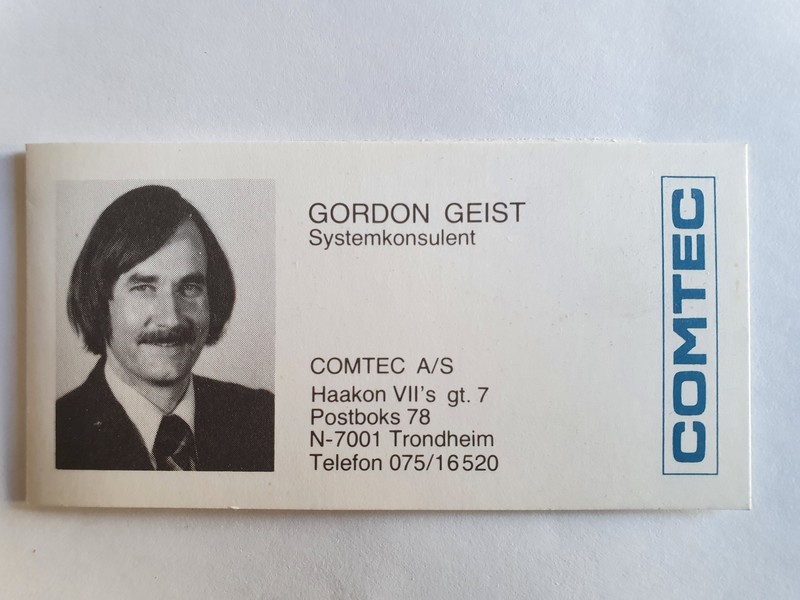 GORDON GEIST
Systemkonsulent
COMTEC A/S
Haakon VII's gt. 7
Postboks 78
N-7001 Trondheim
Telefon 075/16520
COMTEC